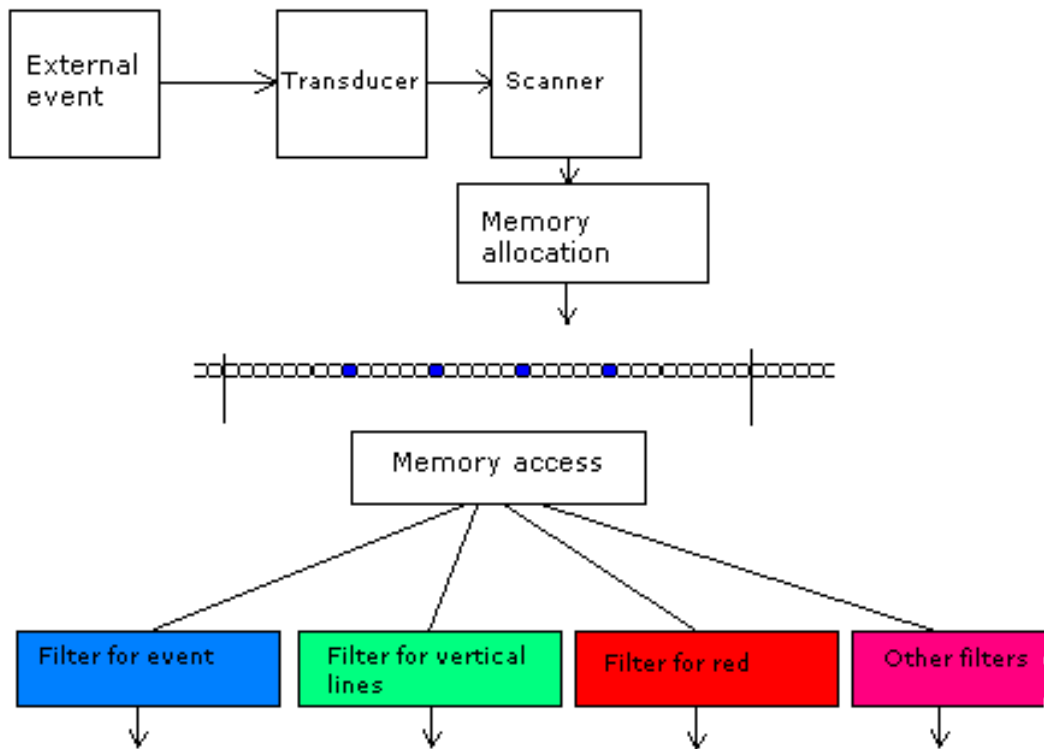 External
event
Transducer
Scanner
Memory
allocation
Memory access
Filter for event
Filter for vertical
lines
Filter for red
Other filters